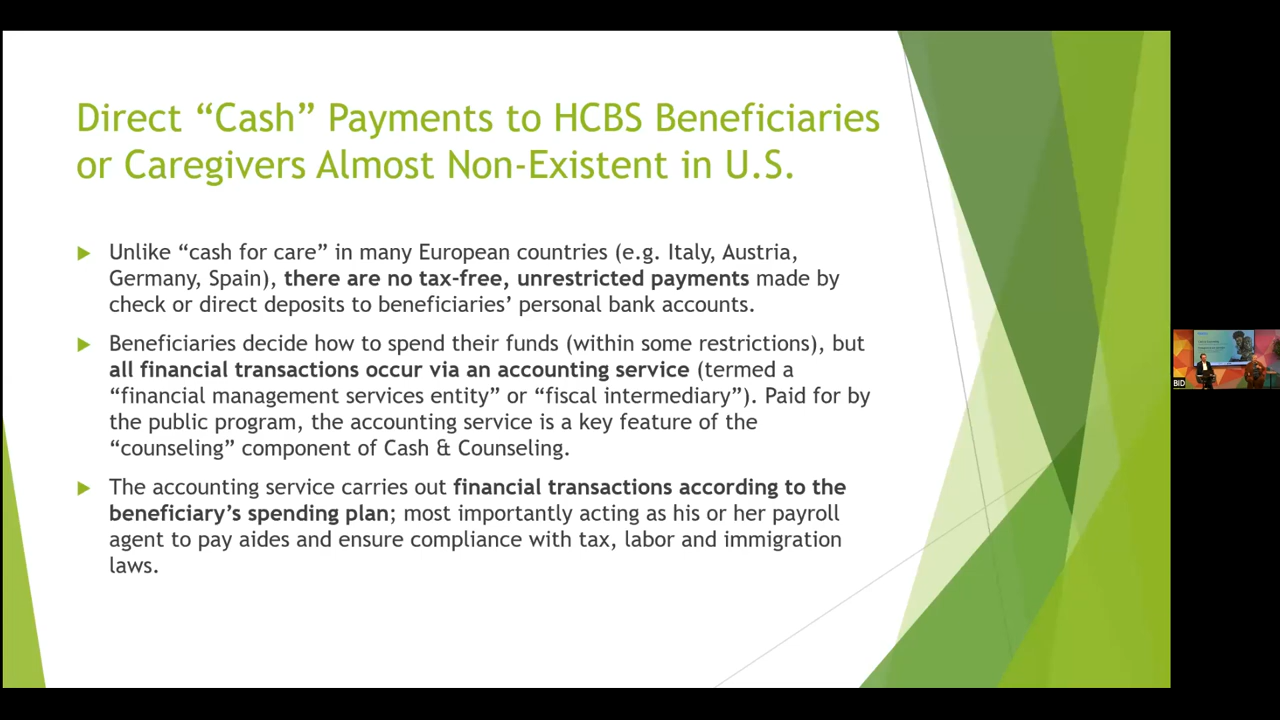 Direct “Cash” Payments to HCBS Beneficiaries
or Caregivers Almost Non-Existent in U.S.
Unlike “cash for care” in many European countries (e.g. Italy, Austria,
Germany, Spain), there are no tax-free, unrestricted payments made by
check or direct deposits to beneficiaries’ personal bank accounts.
Beneficiaries decide how to spend their funds (within some restrictions), but
all financial transactions occur via an accounting service (termed a
“financial management services entity” or “fiscal intermediary”). Paid for by
the public program, the accounting service is a key feature of the
“counseling” component of Cash & Counseling.
The accounting service carries out financial transactions according to the
beneficiary’s spending plan; most importantly acting as his or her payroll
agent to pay aides and ensure compliance with tax, labor and immigration
laws.
BID